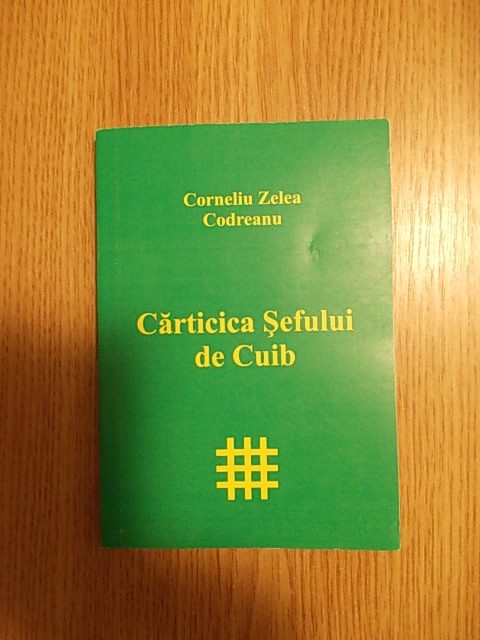 Corneliu Zelea
Codreanu
Cărticica Şefului
de Cuib